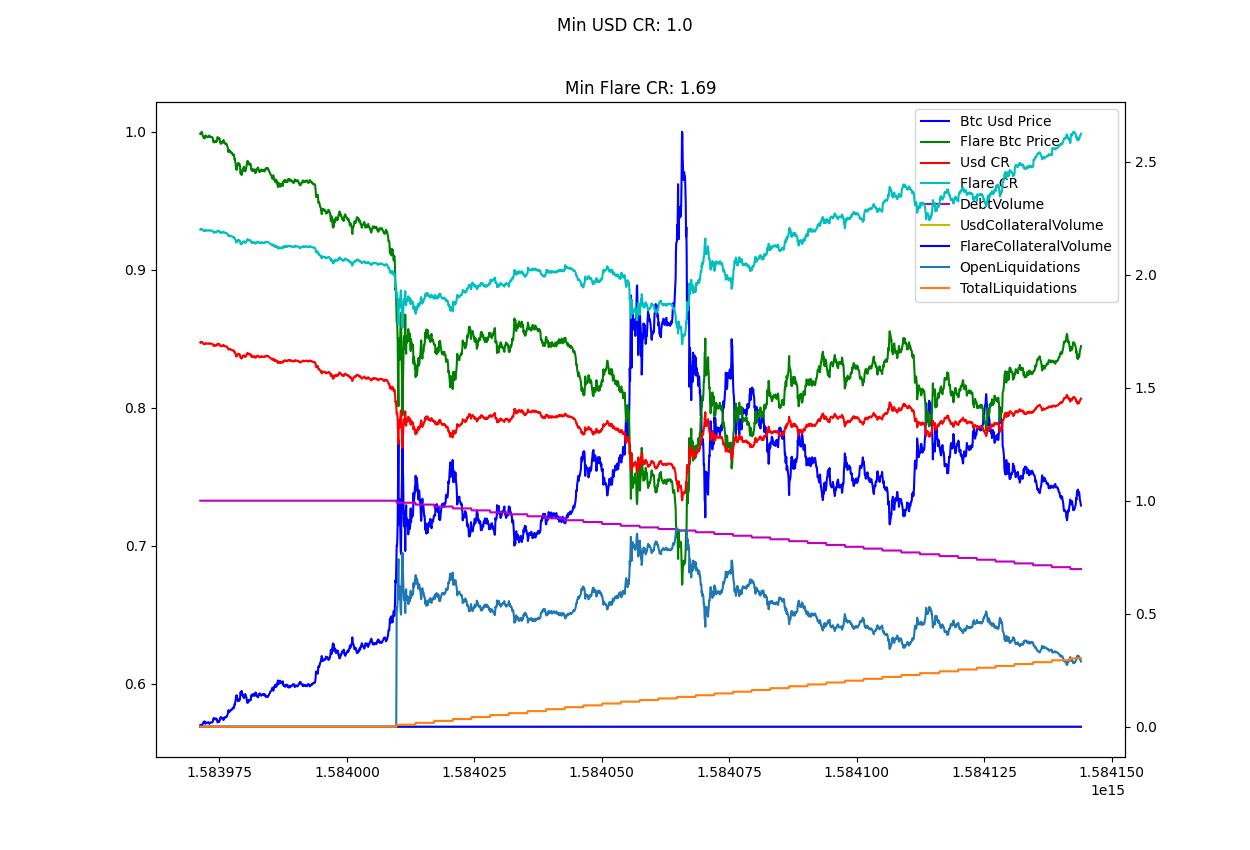 Min USD CR: 1.0
Min Flare CR: 1.69
Btc Usd Price
Flare Btc Price
Usd CR
Flare CR
DebtVolume
UsdCollateralVolume
FlareCollateralVolume
OpenLiquidations
TotalLiquidations
1.0
0.9
0.8
0.7
0.6
2.5
2.0
1.5
1.0
0.5
0.0
1.583975 1.584000 1.584025 1.584050 1.584075 1.584100 1.584125 1.584150
1e15